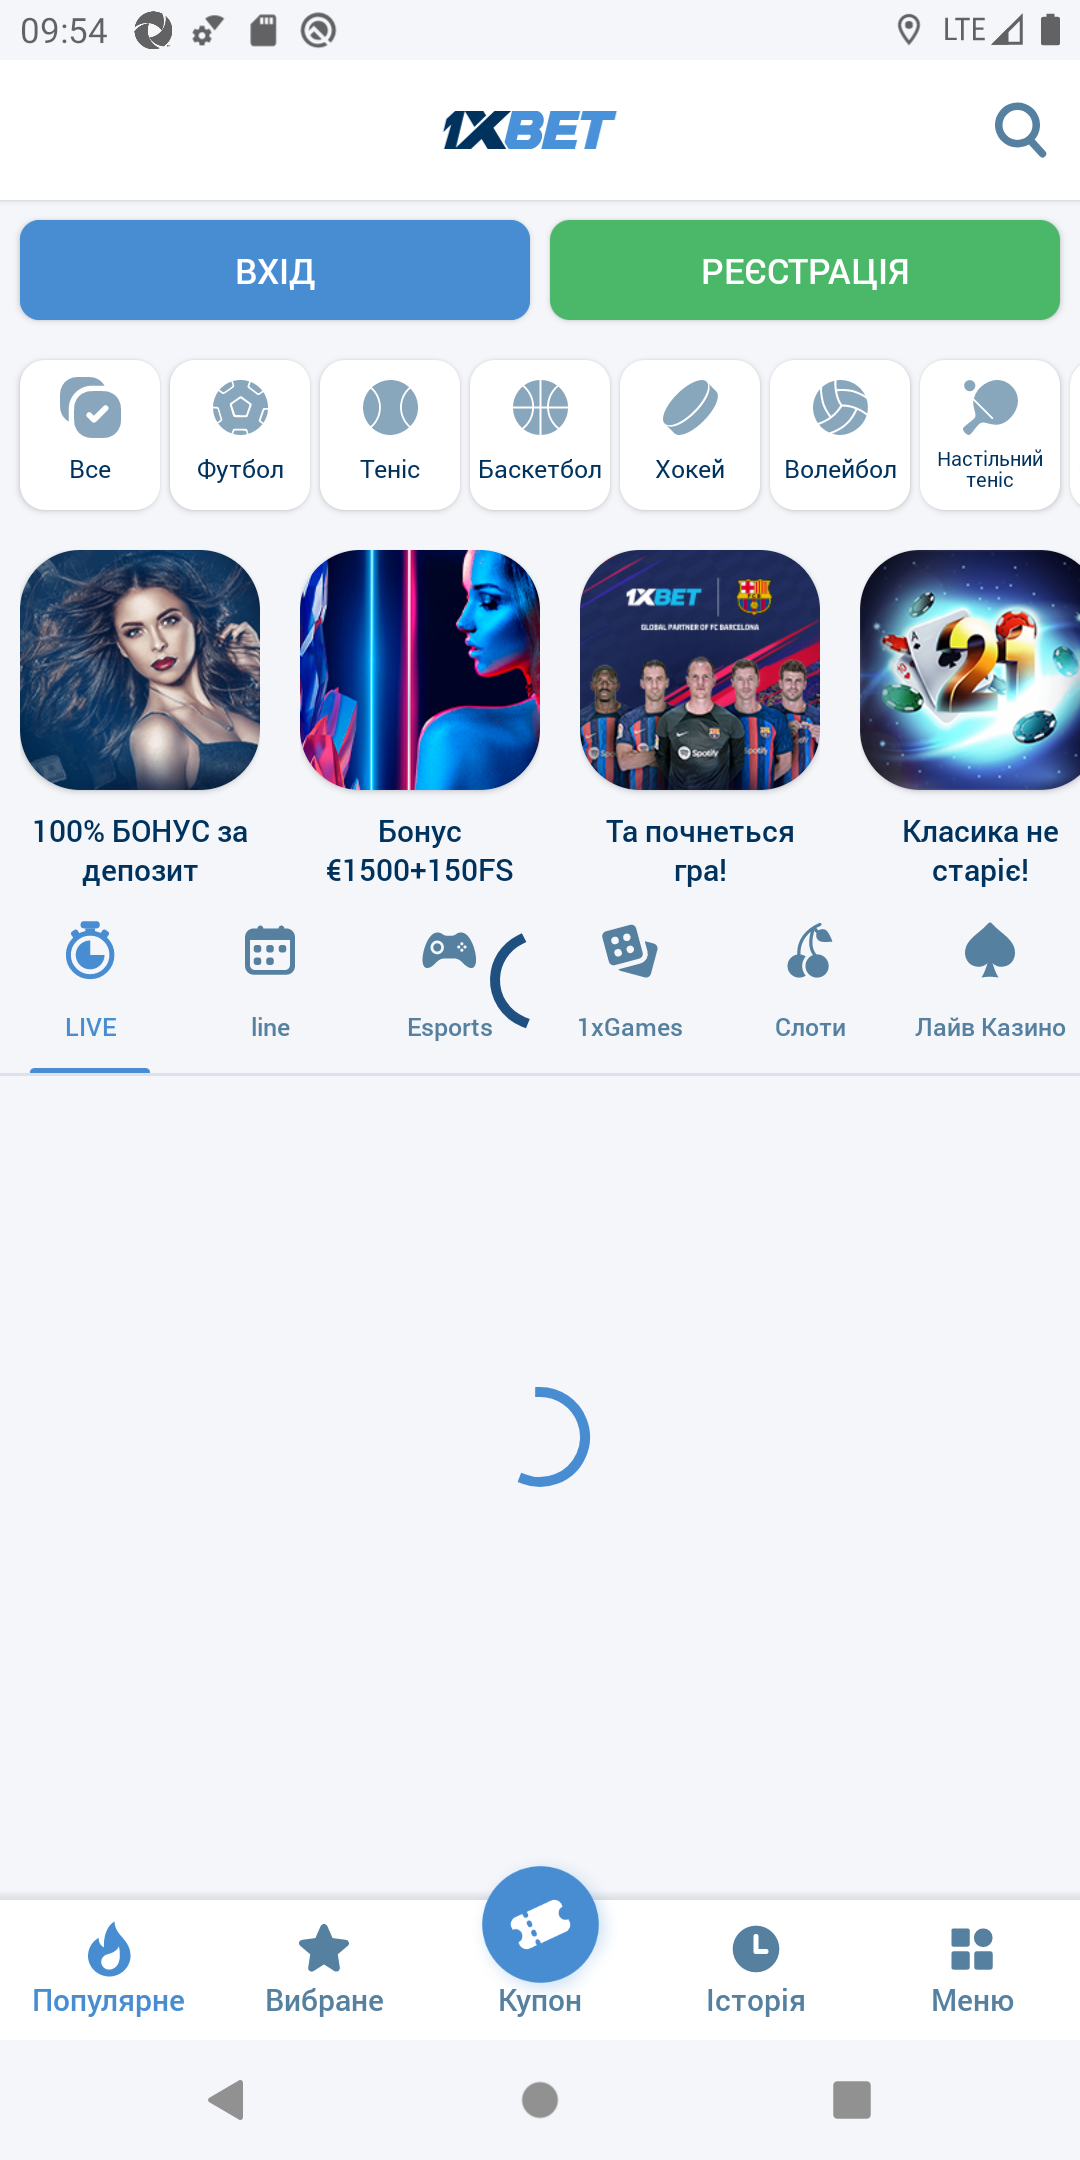 09:54
LTE
1XBET
ВХІД
РЕЄСТРАЦІЯ
Все
Футбол
Теніс
Баскетбол
Хокей
Волейбол
Настільний
теніс
1XBET
GLOBAL PARTNER OF FC BARCELONA
Spotify
A
21
100% БОНУС за
депозит
Бонус
€1500+150FS
Та почнеться
гра!
Класика не
старіє!
LIVE
line
Esports
1xGames
Слоти
Лайв Казино
Популярне
Вибране
Купон
Історія
Меню